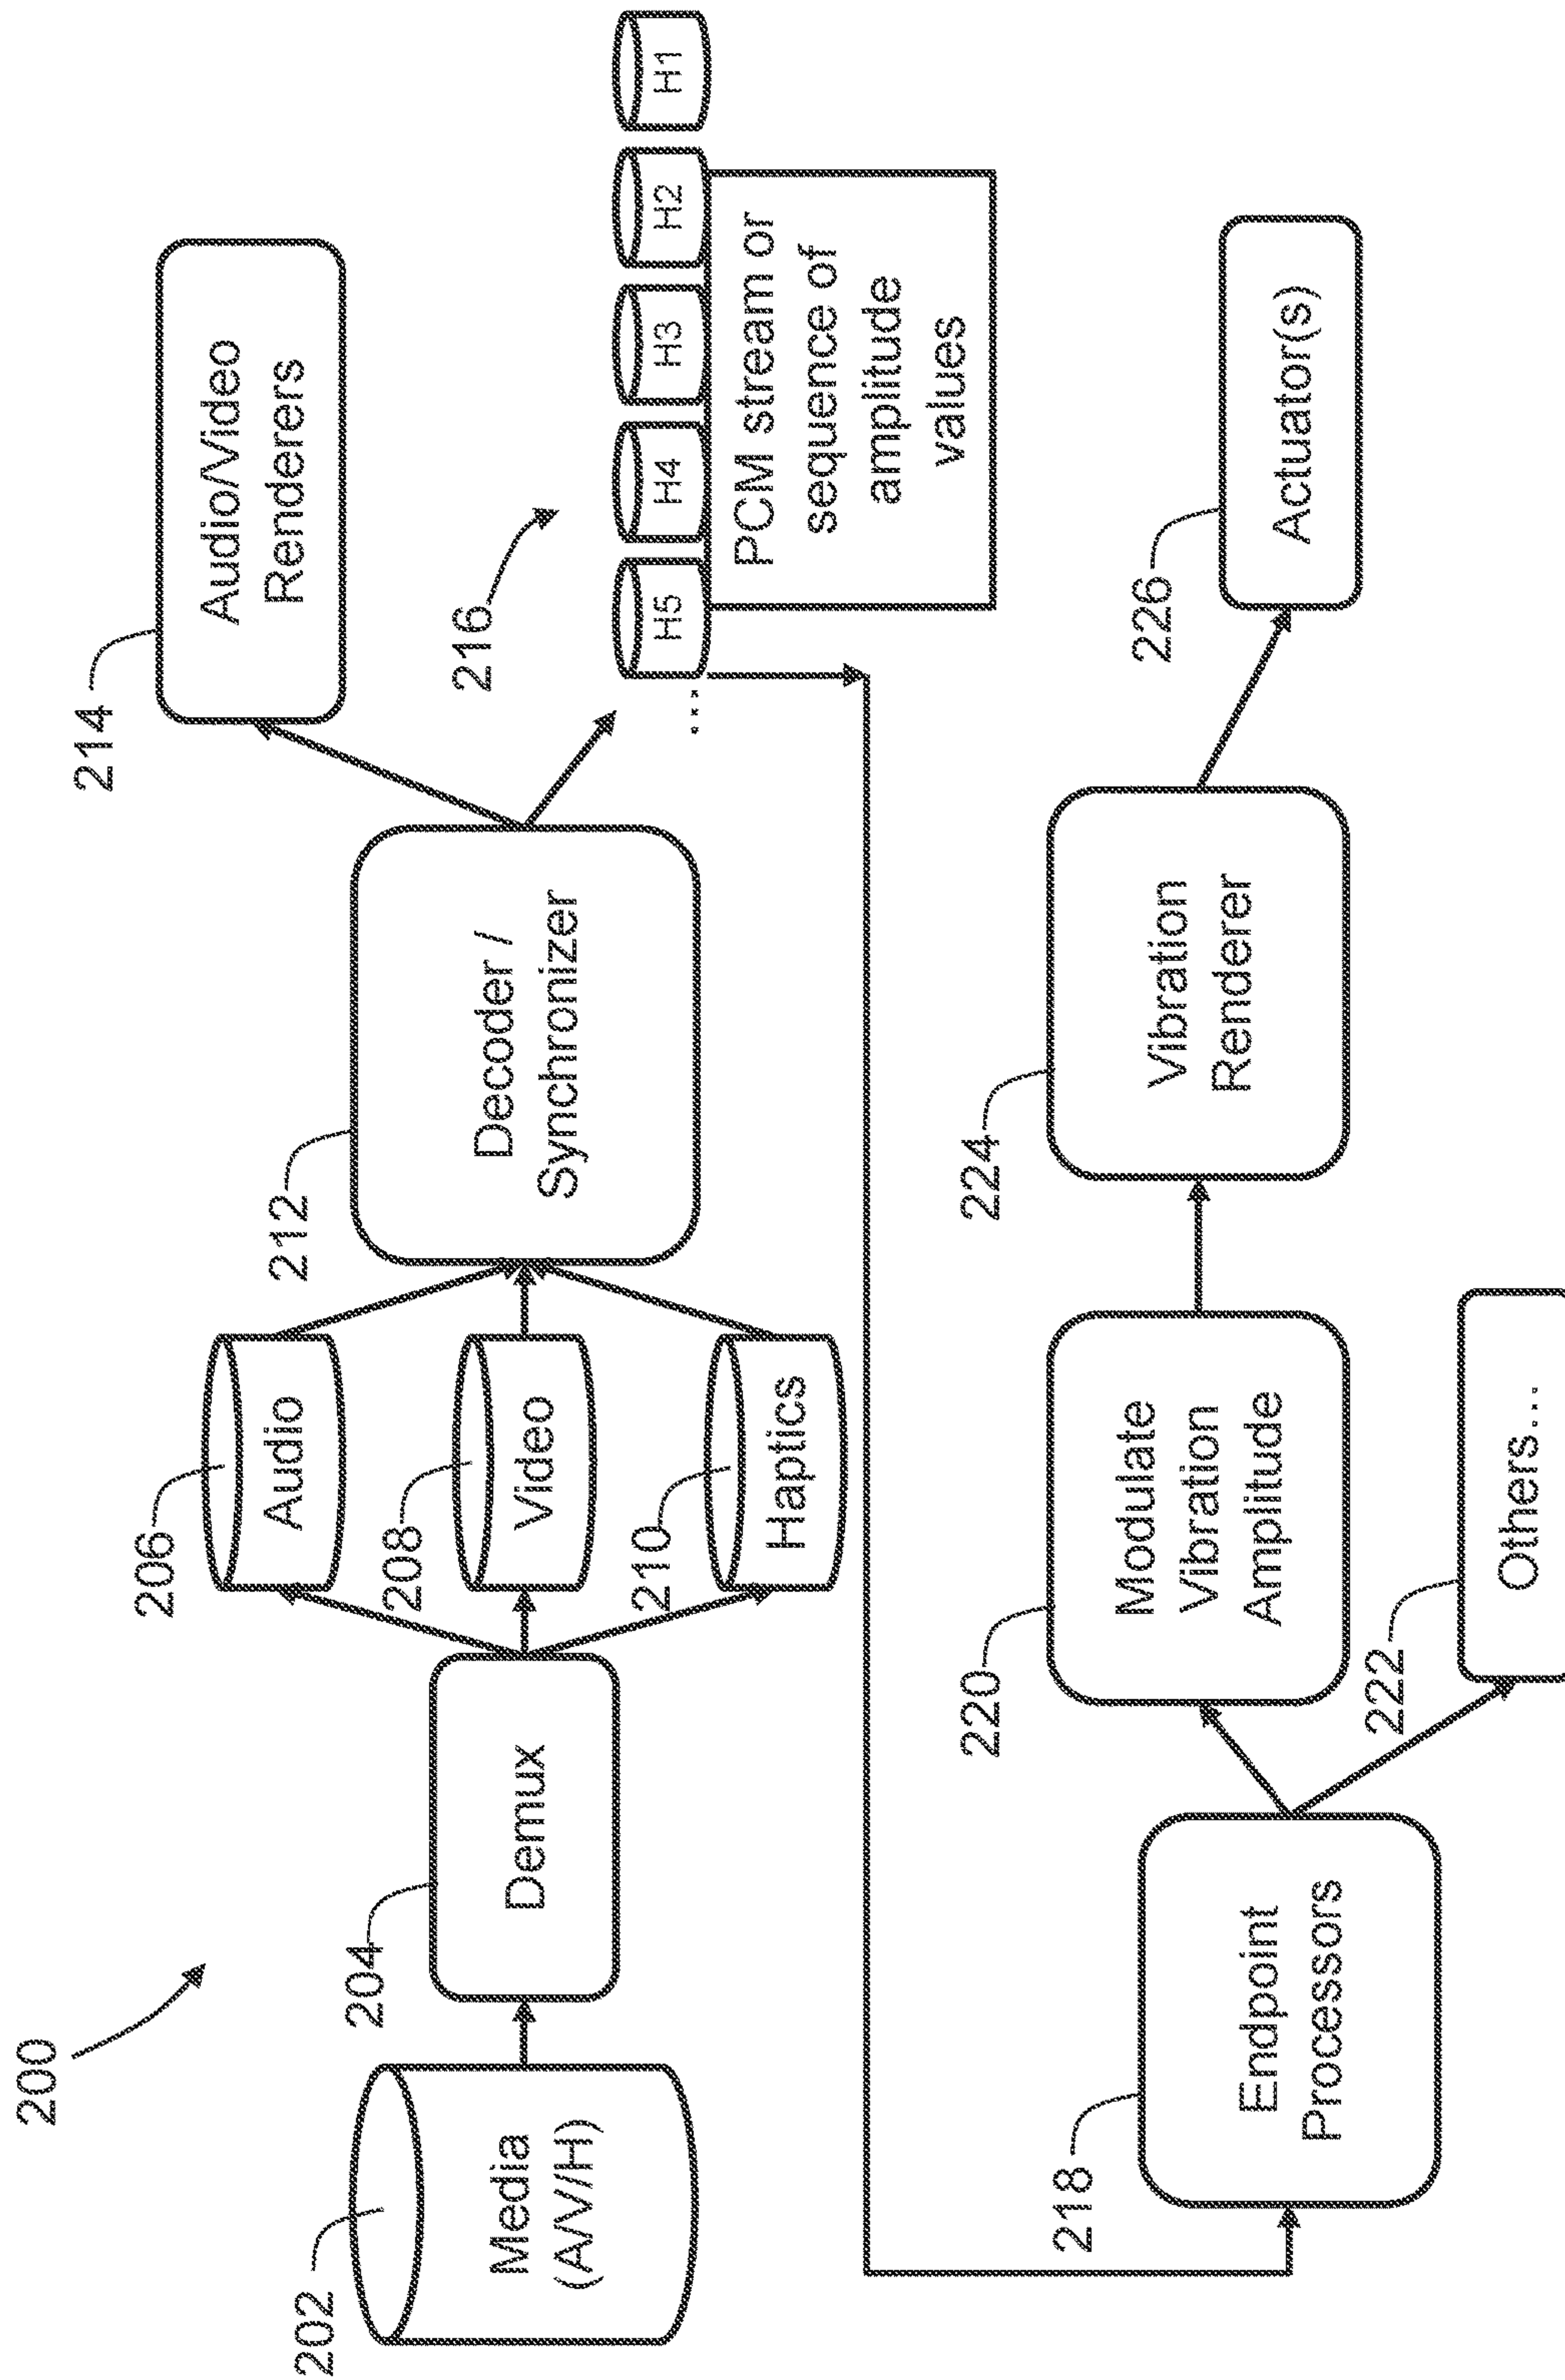 200
202
Media
(A/V/H)
204
Demux
206
Audio
208
Video
210
Haptics
212
Decoder /
Synchronizer
214
Audio/Video
Renderers
216
...
H5
H4
H3
H2
H1
PCM stream or
sequence of
amplitude
values
218
Endpoint
Processors
220
Modulate
Vibration
Amplitude
222
Others...
224
Vibration
Renderer
226
Actuator(s)